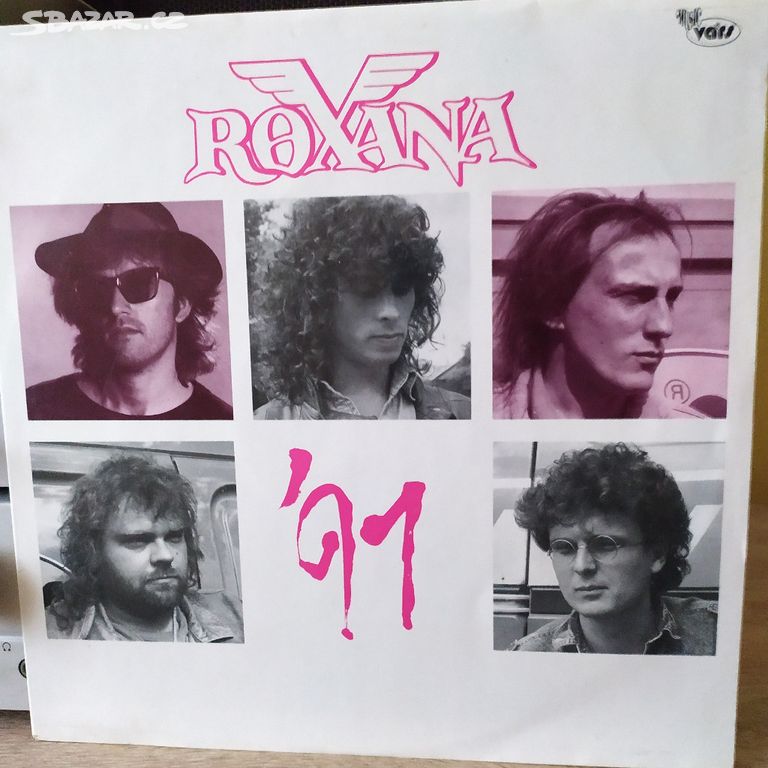 SBAZAR.CZ
vars
ROXANA
'91